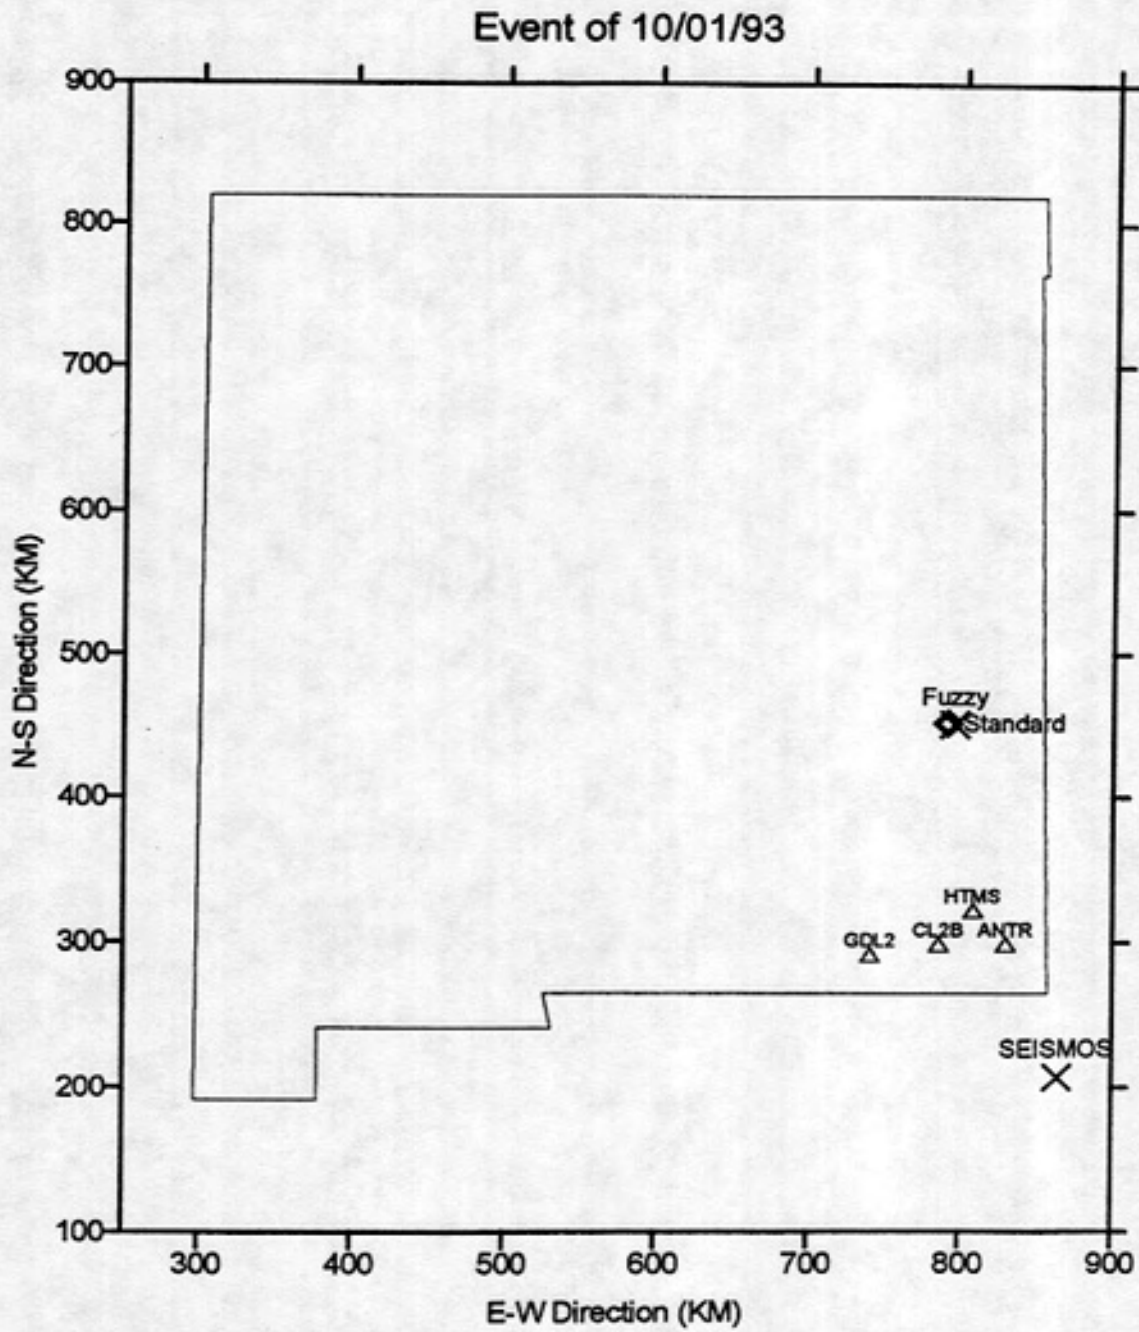 Event of 10/01/93
900
800
700
600
500
400
300
200
100
N-S Direction (KM)
Fuzzy
Standard
HTMS
GDL2
CL2B
ANTR
SEISMOS
300
400
500
600
700
800
900
E-W Direction (KM)